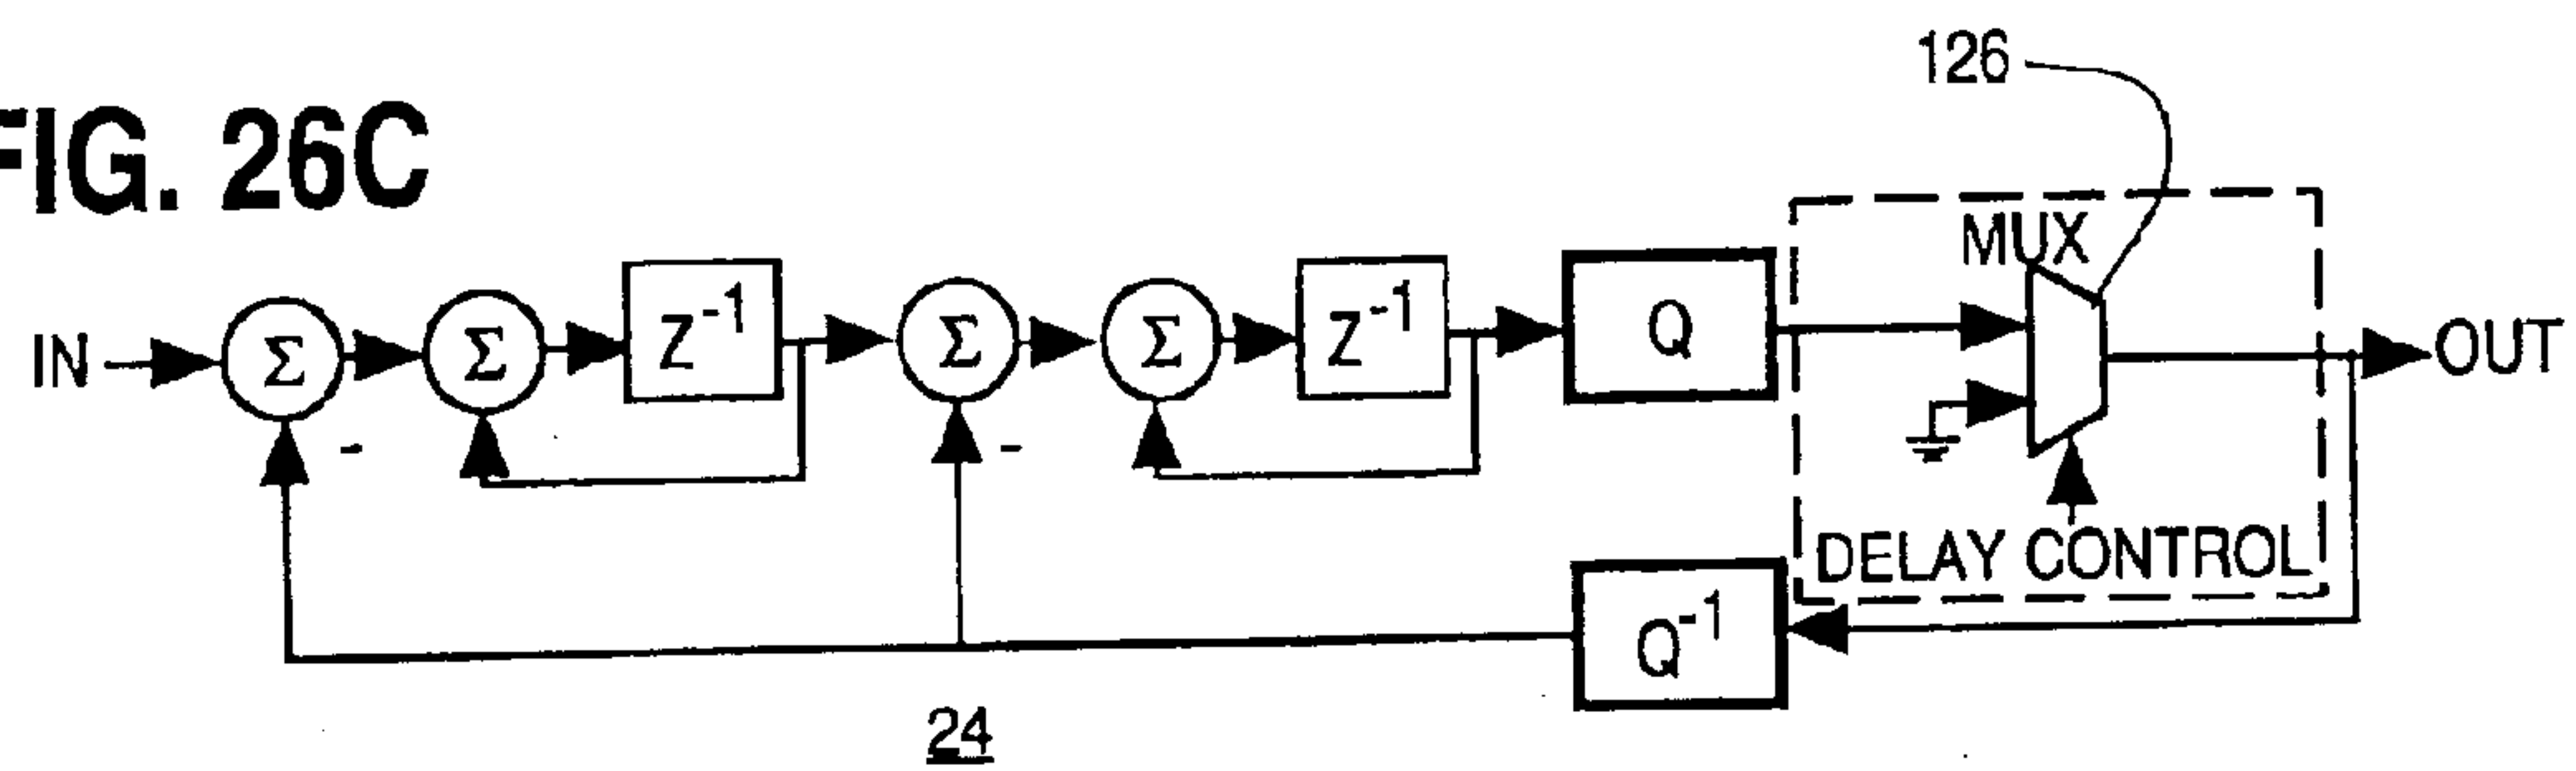 FIG. 26C
126
MUX
IN
Σ
Σ
Z⁻¹
Σ
Σ
Z⁻¹
Q
OUT
-
-
DELAY CONTROL
Q⁻¹
24